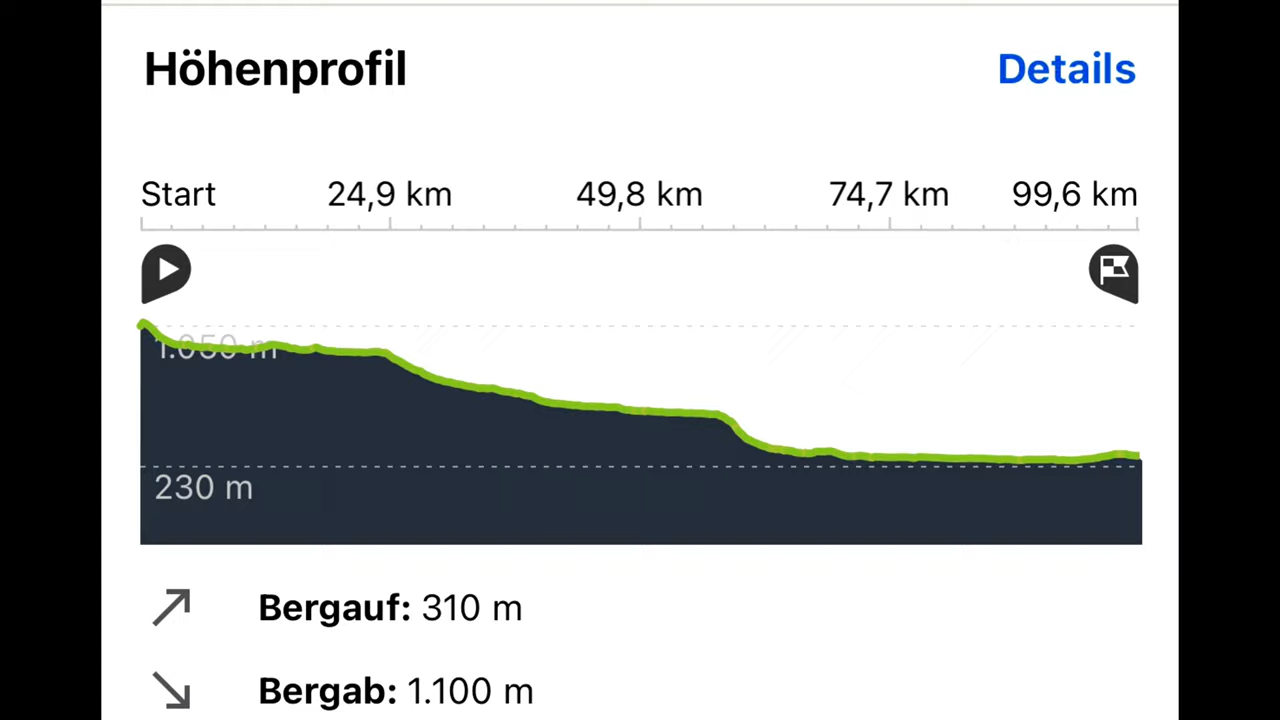 Höhenprofil Details
Start 24,9 km 49,8 km 74,7 km 99,6 km
1.050 m
230 m
Bergauf: 310 m
Bergab: 1.100 m